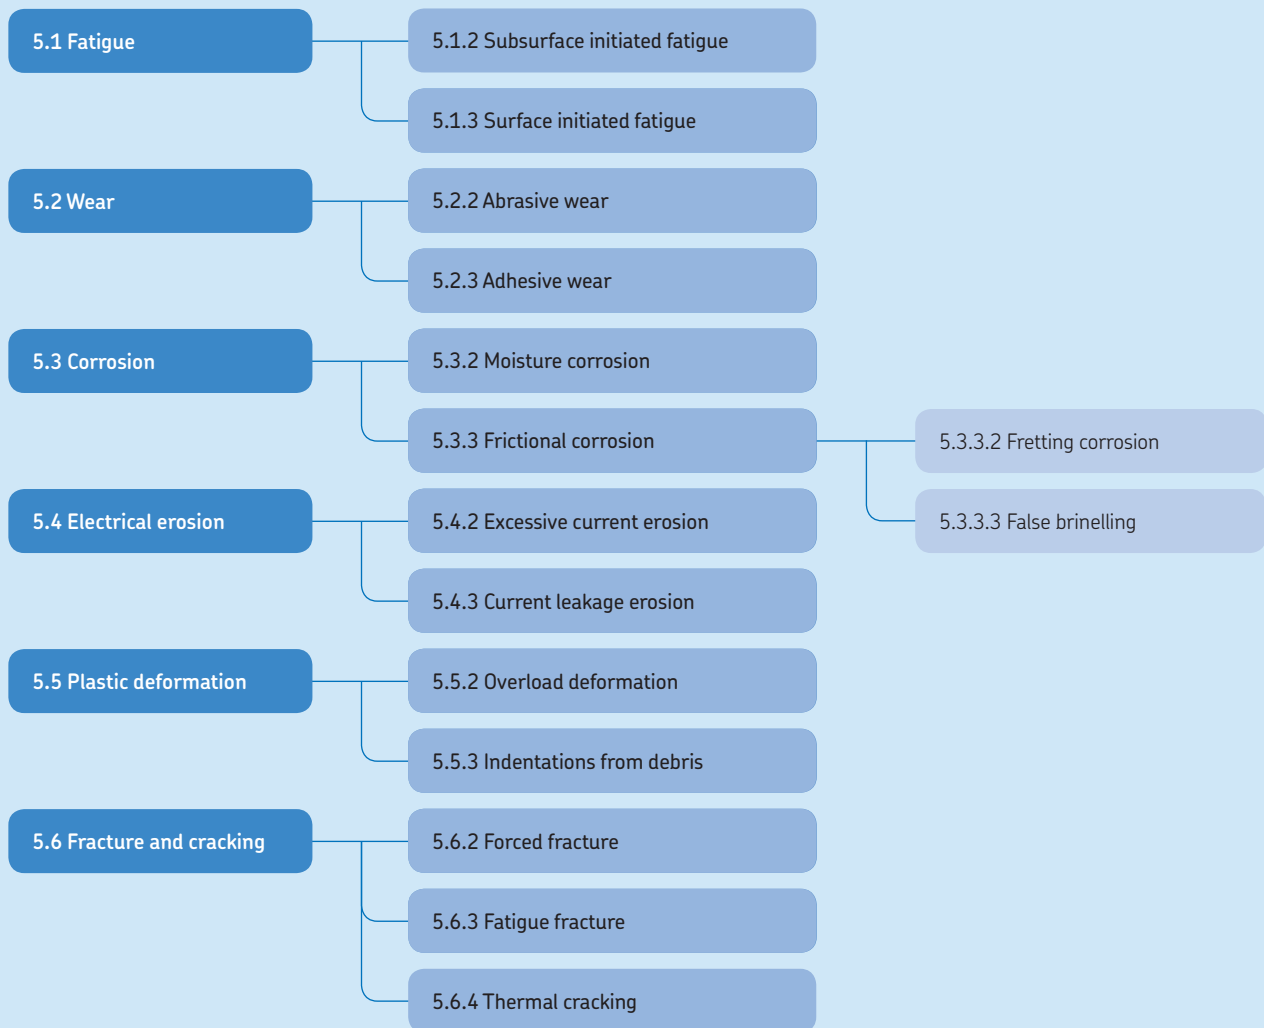 5.1 Fatigue
5.1.2 Subsurface initiated fatigue
5.1.3 Surface initiated fatigue
5.2 Wear
5.2.2 Abrasive wear
5.2.3 Adhesive wear
5.3 Corrosion
5.3.2 Moisture corrosion
5.3.3 Frictional corrosion
5.3.3.2 Fretting corrosion
5.3.3.3 False brinelling
5.4 Electrical erosion
5.4.2 Excessive current erosion
5.4.3 Current leakage erosion
5.5 Plastic deformation
5.5.2 Overload deformation
5.5.3 Indentations from debris
5.6 Fracture and cracking
5.6.2 Forced fracture
5.6.3 Fatigue fracture
5.6.4 Thermal cracking